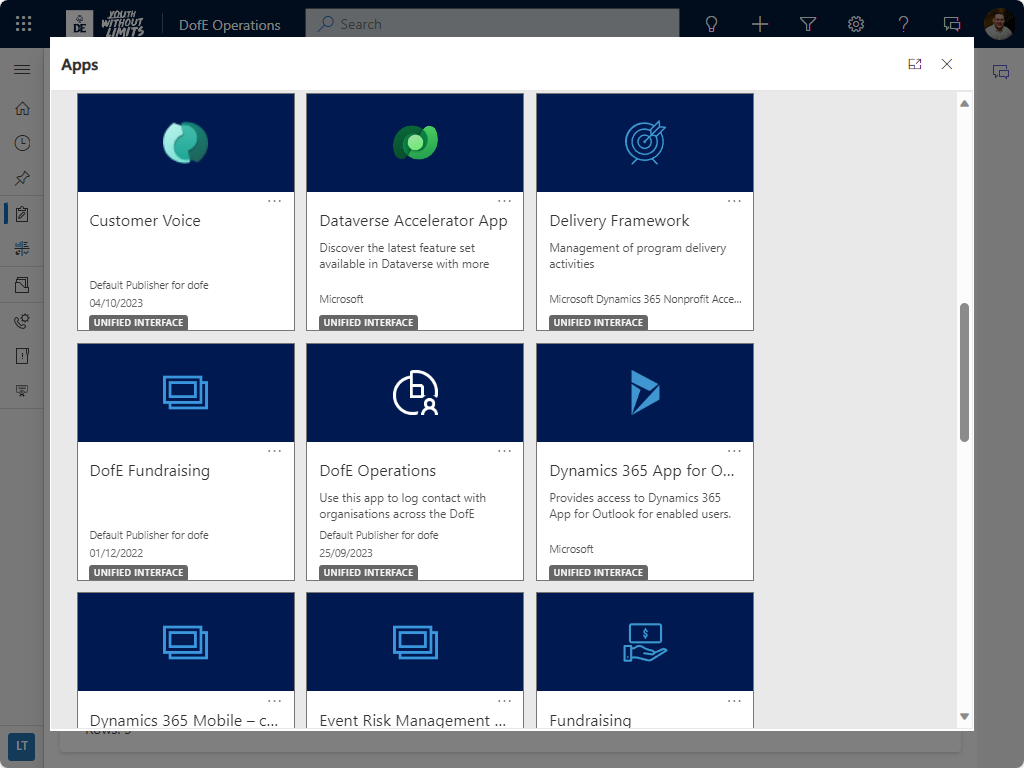 DE
YOUTH
WITHOUT
LIMITS
DofE Operations
Search
Apps
Customer Voice
Default Publisher for dofe
04/10/2023
UNIFIED INTERFACE
Dataverse Accelerator App
Discover the latest feature set
available in Dataverse with more
Microsoft
UNIFIED INTERFACE
Delivery Framework
Management of program delivery
activities
Microsoft Dynamics 365 Nonprofit Acce...
UNIFIED INTERFACE
DofE Fundraising
Default Publisher for dofe
01/12/2022
UNIFIED INTERFACE
DofE Operations
Use this app to log contact with
organisations across the DofE
Default Publisher for dofe
25/09/2023
UNIFIED INTERFACE
Dynamics 365 App for O...
Provides access to Dynamics 365
App for Outlook for enabled users.
Microsoft
UNIFIED INTERFACE
Dynamics 365 Mobile – c...
Event Risk Management ...
Fundraising
LT